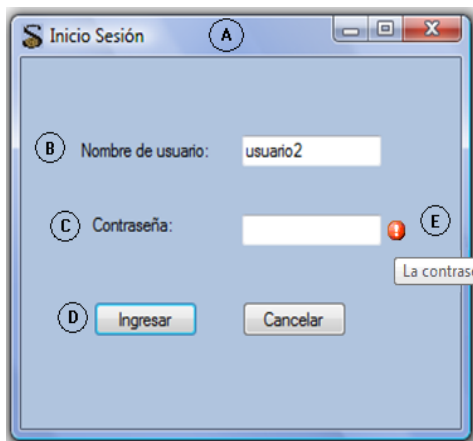 Inicio Sesión A
B Nombre de usuario: usuario2
C Contraseña: E
La contras
D Ingresar Cancelar